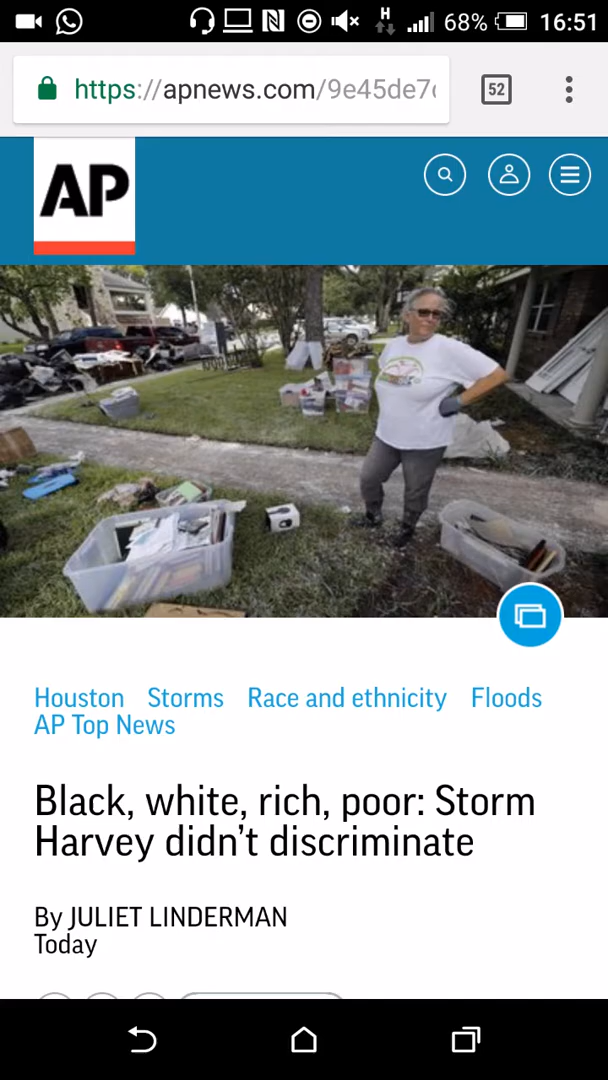 H 68% 16:51
https://apnews.com/9e45de7
52
AP
Houston Storms Race and ethnicity Floods
AP Top News
Black, white, rich, poor: Storm
Harvey didn't discriminate
By JULIET LINDERMAN
Today